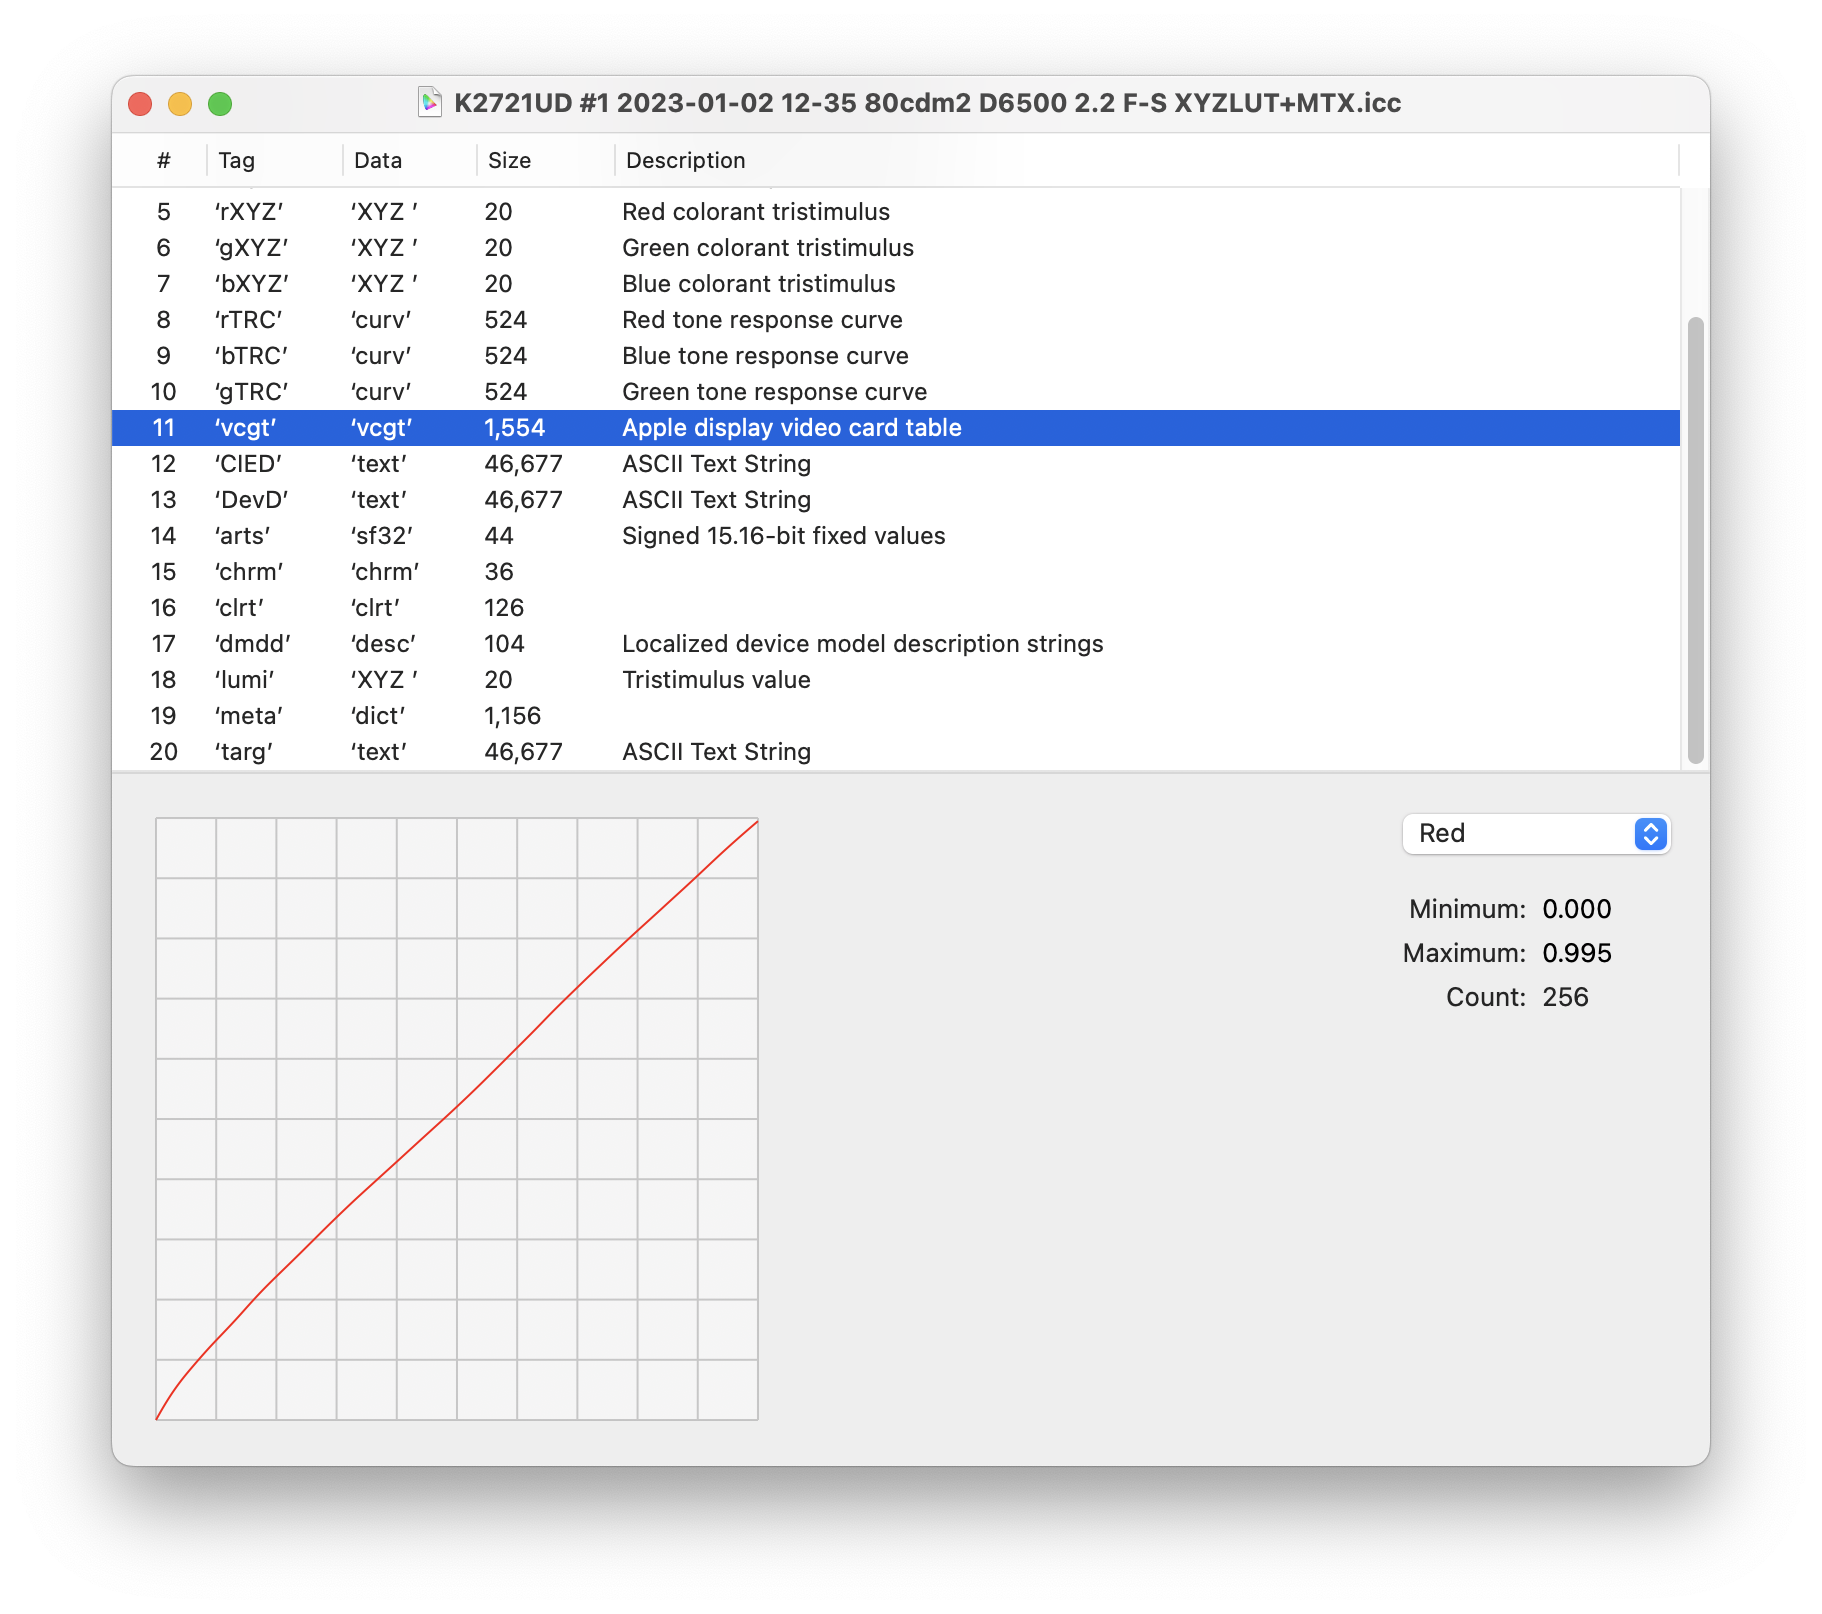 K2721UD #1 2023-01-02 12-35 80cdm2 D6500 2.2 F-S XYZLUT+MTX.icc
# Tag Data Size Description
5 ‘rXYZ’ ‘XYZ ’ 20 Red colorant tristimulus
6 ‘gXYZ’ ‘XYZ ’ 20 Green colorant tristimulus
7 ‘bXYZ’ ‘XYZ ’ 20 Blue colorant tristimulus
8 ‘rTRC’ ‘curv’ 524 Red tone response curve
9 ‘bTRC’ ‘curv’ 524 Blue tone response curve
10 ‘gTRC’ ‘curv’ 524 Green tone response curve
11 ‘vcgt’ ‘vcgt’ 1,554 Apple display video card table
12 ‘CIED’ ‘text’ 46,677 ASCII Text String
13 ‘DevD’ ‘text’ 46,677 ASCII Text String
14 ‘arts’ ‘sf32’ 44 Signed 15.16-bit fixed values
15 ‘chrm’ ‘chrm’ 36
16 ‘clrt’ ‘clrt’ 126
17 ‘dmdd’ ‘desc’ 104 Localized device model description strings
18 ‘lumi’ ‘XYZ ’ 20 Tristimulus value
19 ‘meta’ ‘dict’ 1,156
20 ‘targ’ ‘text’ 46,677 ASCII Text String
Red
Minimum: 0.000
Maximum: 0.995
Count: 256